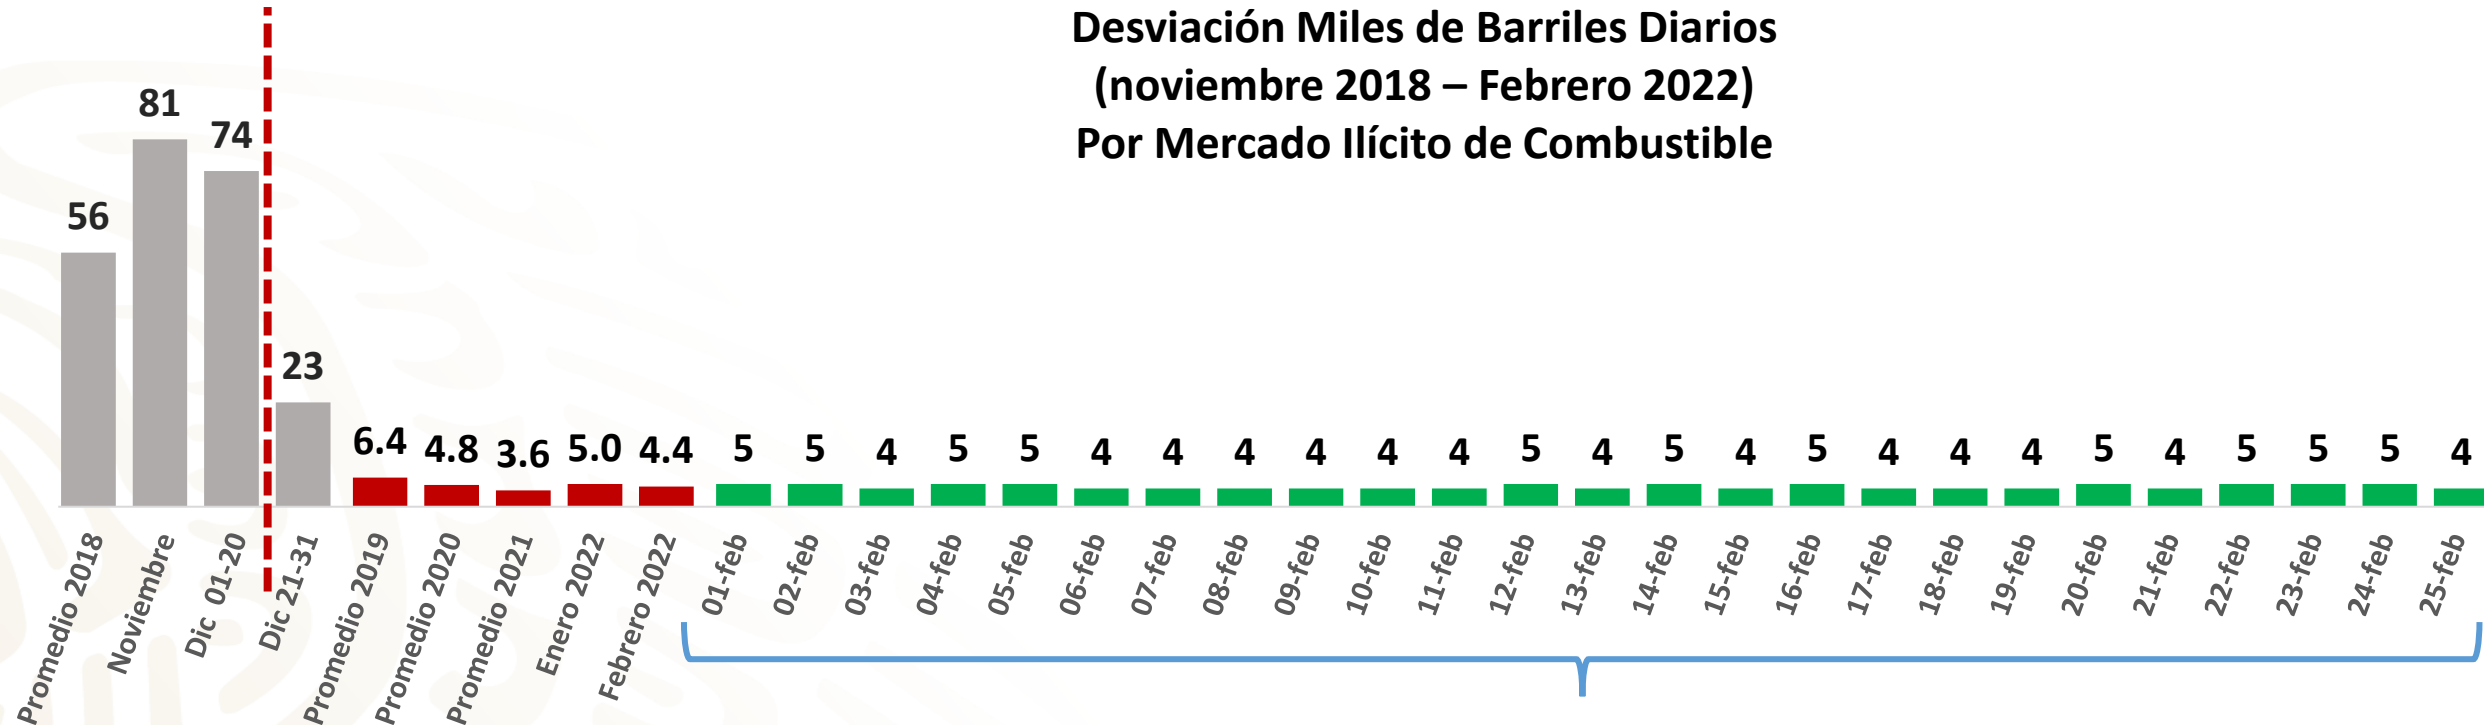 Desviación Miles de Barriles Diarios
(noviembre 2018 – Febrero 2022)
Por Mercado Ilícito de Combustible
56
81
74
23
6.4
4.8
3.6
5.0
4.4
5
5
4
5
5
4
4
4
4
4
4
5
4
5
4
5
4
4
4
5
4
5
5
5
4
Promedio 2018
Noviembre
Dic 01-20
Dic 21-31
Promedio 2019
Promedio 2020
Promedio 2021
Enero 2022
Febrero 2022
01-feb
02-feb
03-feb
04-feb
05-feb
06-feb
07-feb
08-feb
09-feb
10-feb
11-feb
12-feb
13-feb
14-feb
15-feb
16-feb
17-feb
18-feb
19-feb
20-feb
21-feb
22-feb
23-feb
24-feb
25-feb